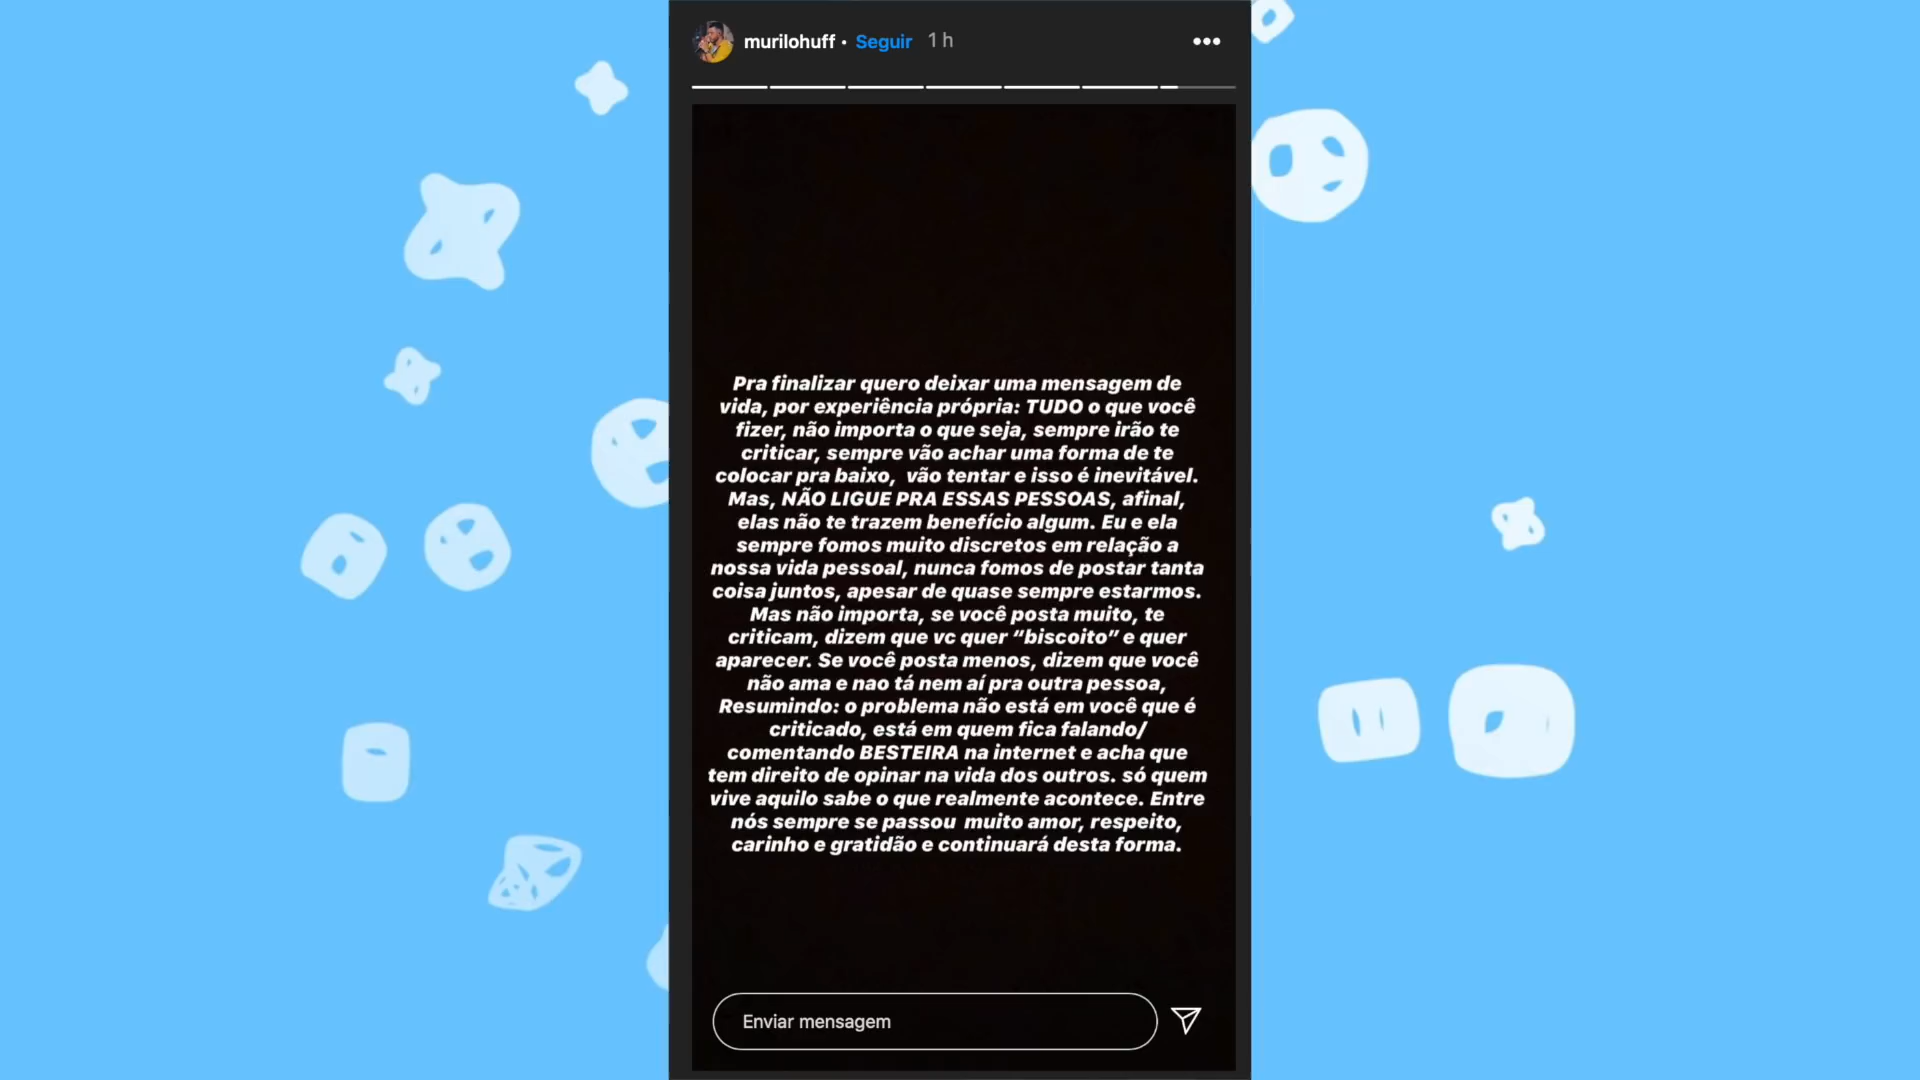 murilohuff • Seguir 1 h
Pra finalizar quero deixar uma mensagem de
vida, por experiência própria: TUDO o que você
fizer, não importa o que seja, sempre irão te
criticar, sempre vão achar uma forma de te
colocar pra baixo, vão tentar e isso é inevitável.
Mas, NÃO LIGUE PRA ESSAS PESSOAS, afinal,
elas não te trazem benefício algum. Eu e ela
sempre fomos muito discretos em relação a
nossa vida pessoal, nunca fomos de postar tanta
coisa juntos, apesar de quase sempre estarmos.
Mas não importa, se você posta muito, te
criticam, dizem que vc quer “biscoito” e quer
aparecer. Se você posta menos, dizem que você
não ama e nao tá nem aí pra outra pessoa,
Resumindo: o problema não está em você que é
criticado, está em quem fica falando/
comentando BESTEIRA na internet e acha que
tem direito de opinar na vida dos outros. só quem
vive aquilo sabe o que realmente acontece. Entre
nós sempre se passou muito amor, respeito,
carinho e gratidão e continuará desta forma.
Enviar mensagem